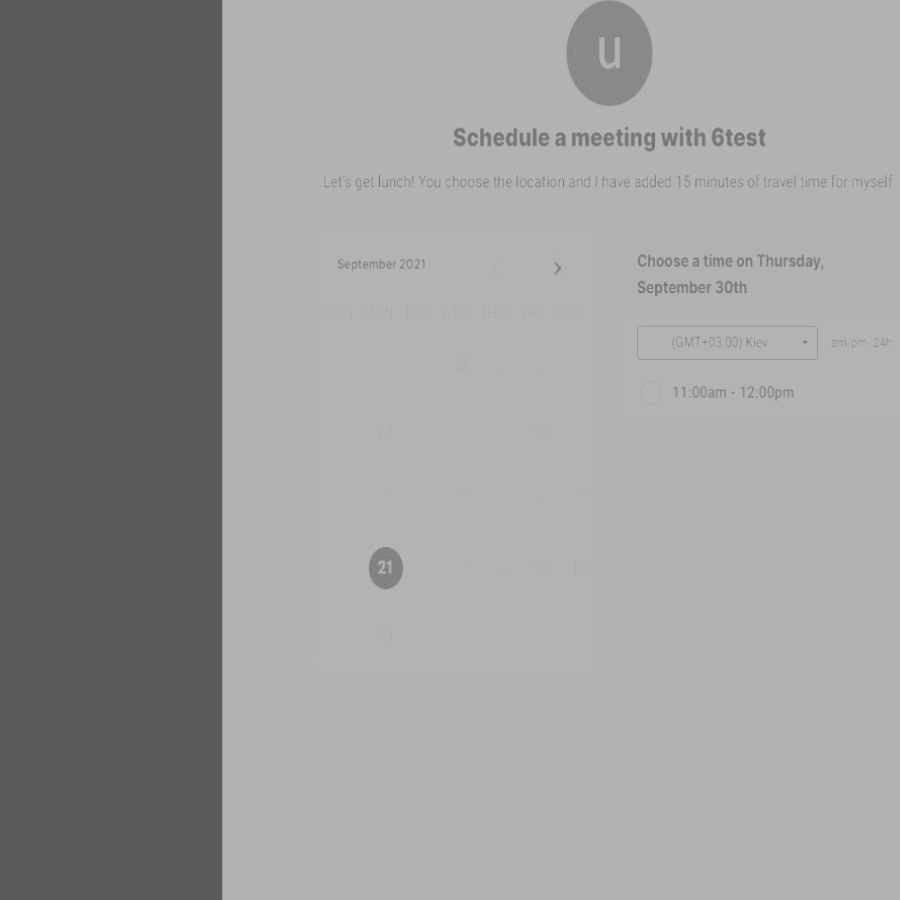 u
Schedule a meeting with 6test
Let's get lunch! You choose the location and I have added 15 minutes of travel time for myself.
September 2021
Choose a time on Thursday,
September 30th
MON TUE WED THU FRI SAT
(GMT+03:00) Kiev
am/pm 24h
11:00am - 12:00pm
28
21